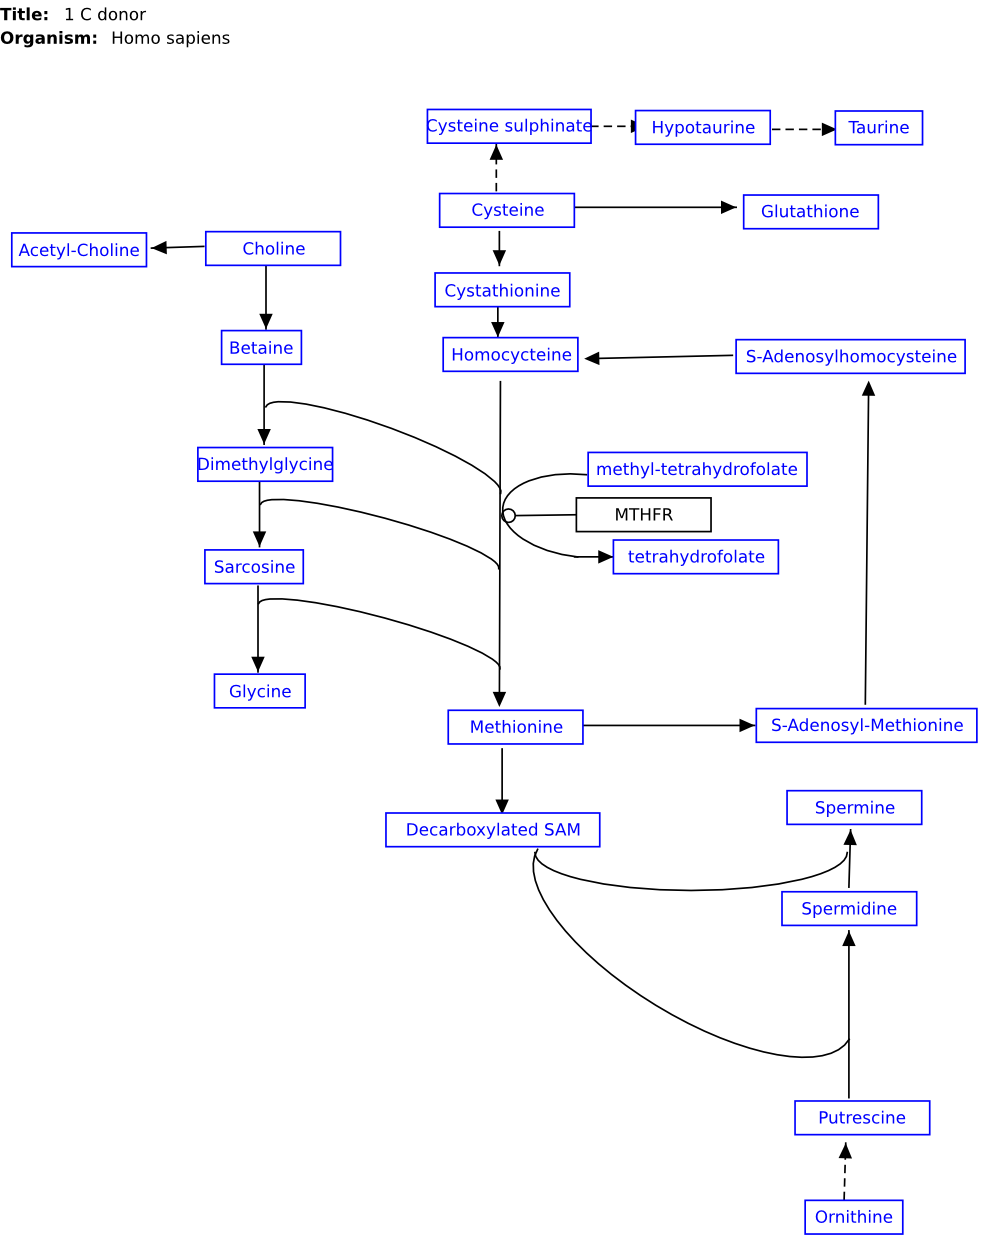 Title: 1 C donor
Organism: Homo sapiens
Cysteine sulphinate
Hypotaurine
Taurine
Cysteine
Glutathione
Acetyl-Choline
Choline
Cystathionine
Betaine
Homocycteine
S-Adenosylhomocysteine
Dimethylglycine
methyl-tetrahydrofolate
MTHFR
Sarcosine
tetrahydrofolate
Glycine
Methionine
S-Adenosyl-Methionine
Spermine
Decarboxylated SAM
Spermidine
Putrescine
Ornithine